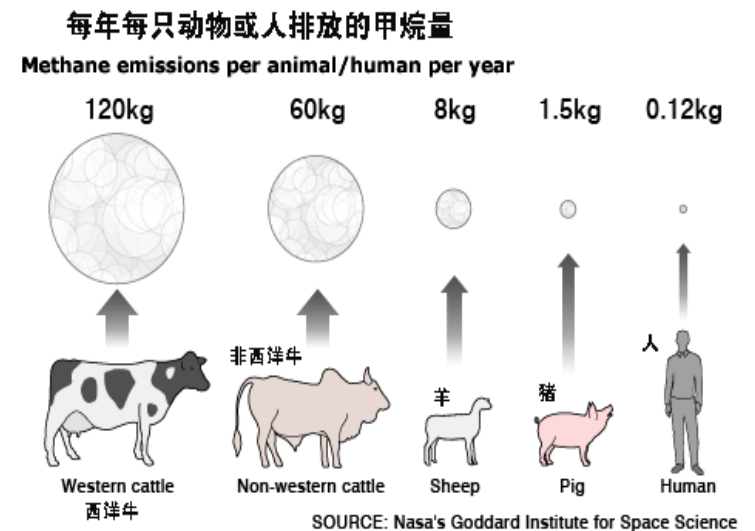 每年每只动物或人排放的甲烷量
Methane emissions per animal/human per year
120kg 60kg 8kg 1.5kg 0.12kg
非西洋牛 羊 猪 人
Western cattle Non-western cattle Sheep Pig Human
西洋牛
SOURCE: Nasa's Goddard Institute for Space Science